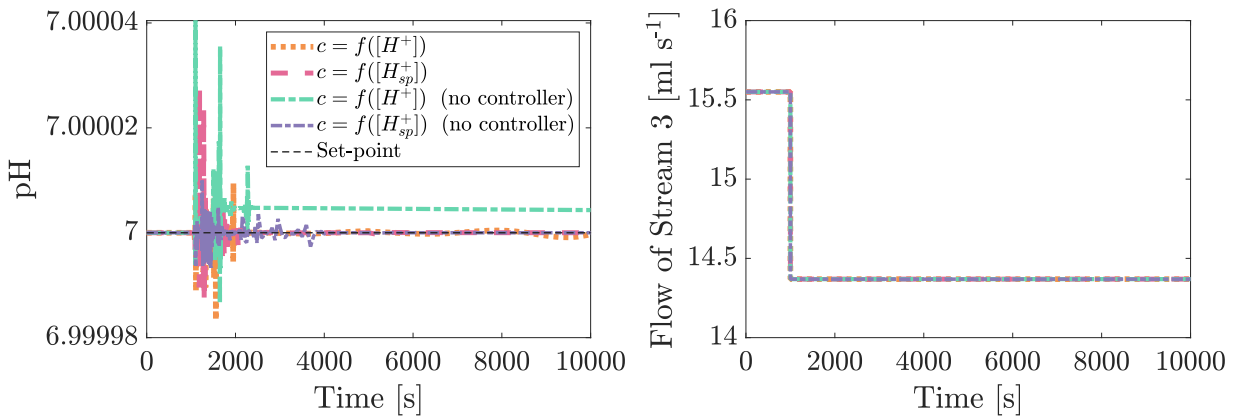 7.00004
7.00002
7
6.99998
pH
0
2000
4000
6000
8000
10000
Time [s]
c = f([H⁺])
c = f([H⁺ₛₚ])
c = f([H⁺]) (no controller)
c = f([H⁺ₛₚ]) (no controller)
Set-point
16
15.5
15
14.5
14
Flow of Stream 3 [ml s⁻¹]
0
2000
4000
6000
8000
10000
Time [s]